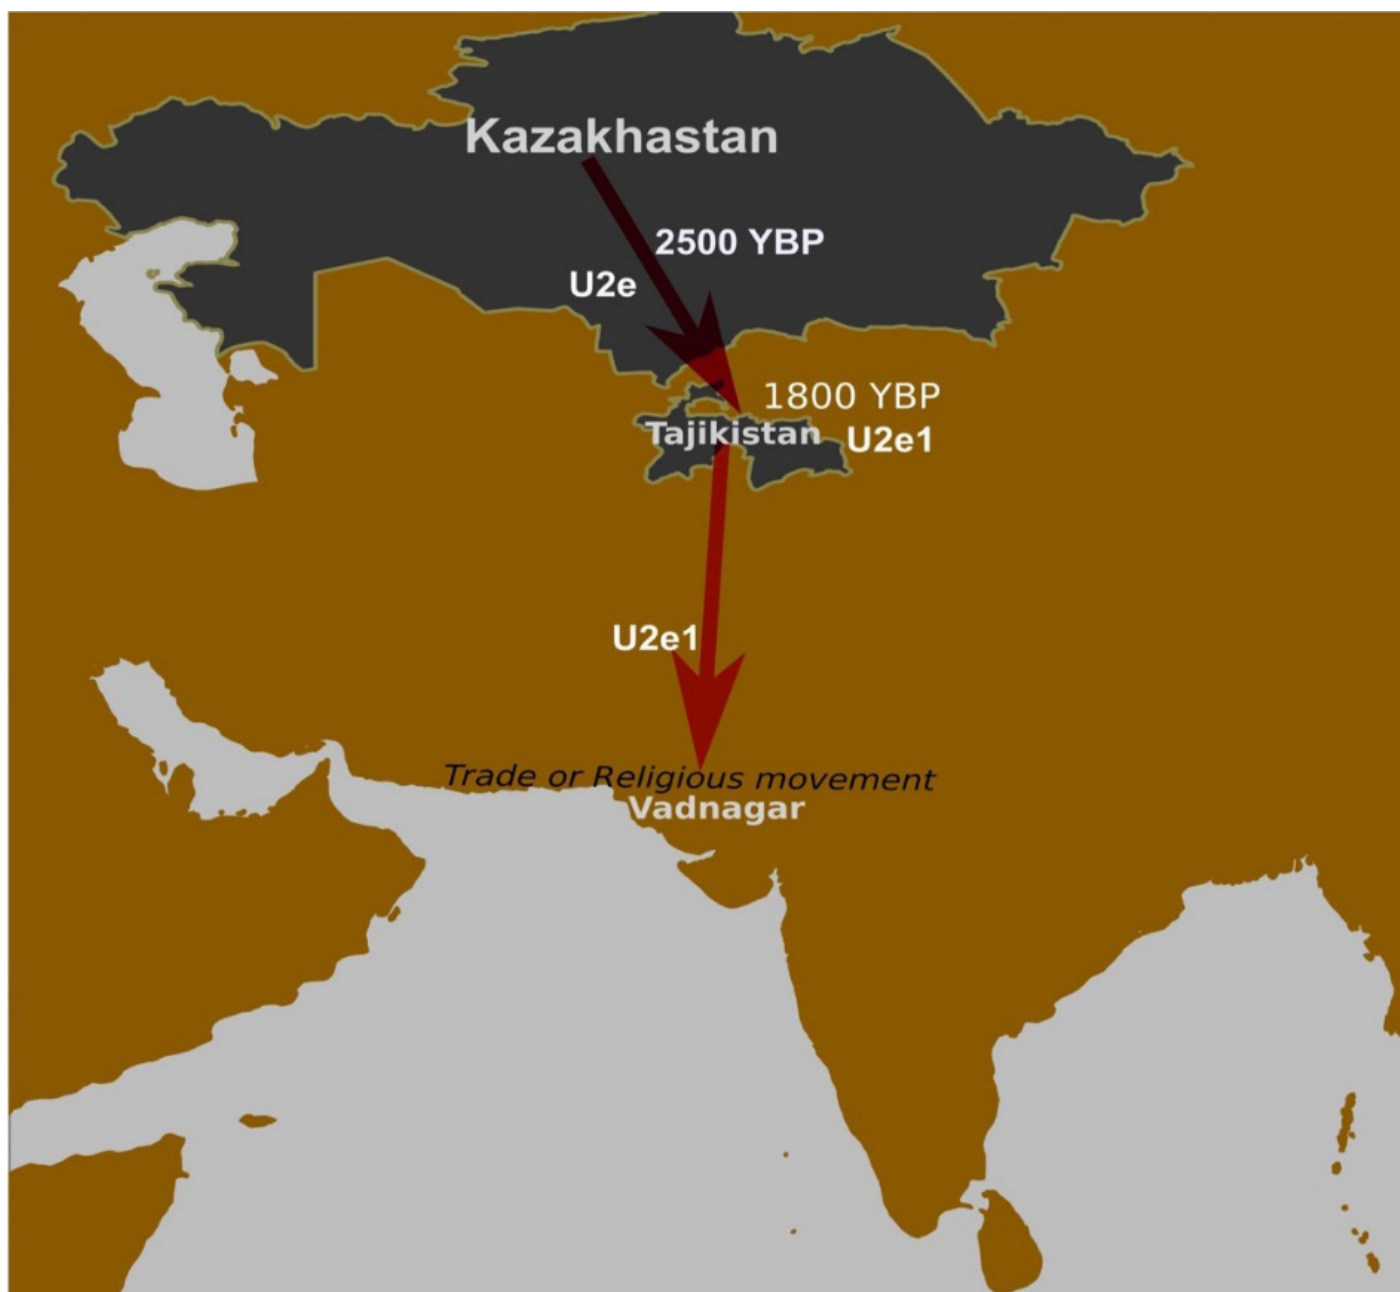 Kazakhastan
2500 YBP
U2e
1800 YBP
Tajikistan
U2e1
U2e1
Trade or Religious movement
Vadnagar